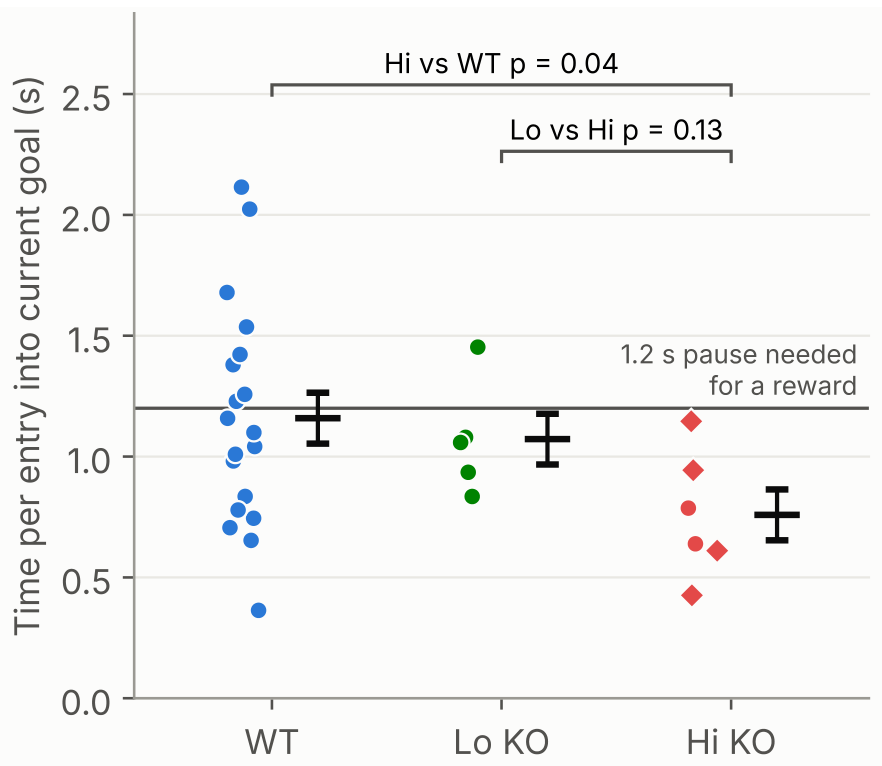 Time per entry into current goal (s)
2.5
2.0
1.5
1.0
0.5
0.0
Hi vs WT p = 0.04
Lo vs Hi p = 0.13
1.2 s pause needed
for a reward
WT
Lo KO
Hi KO